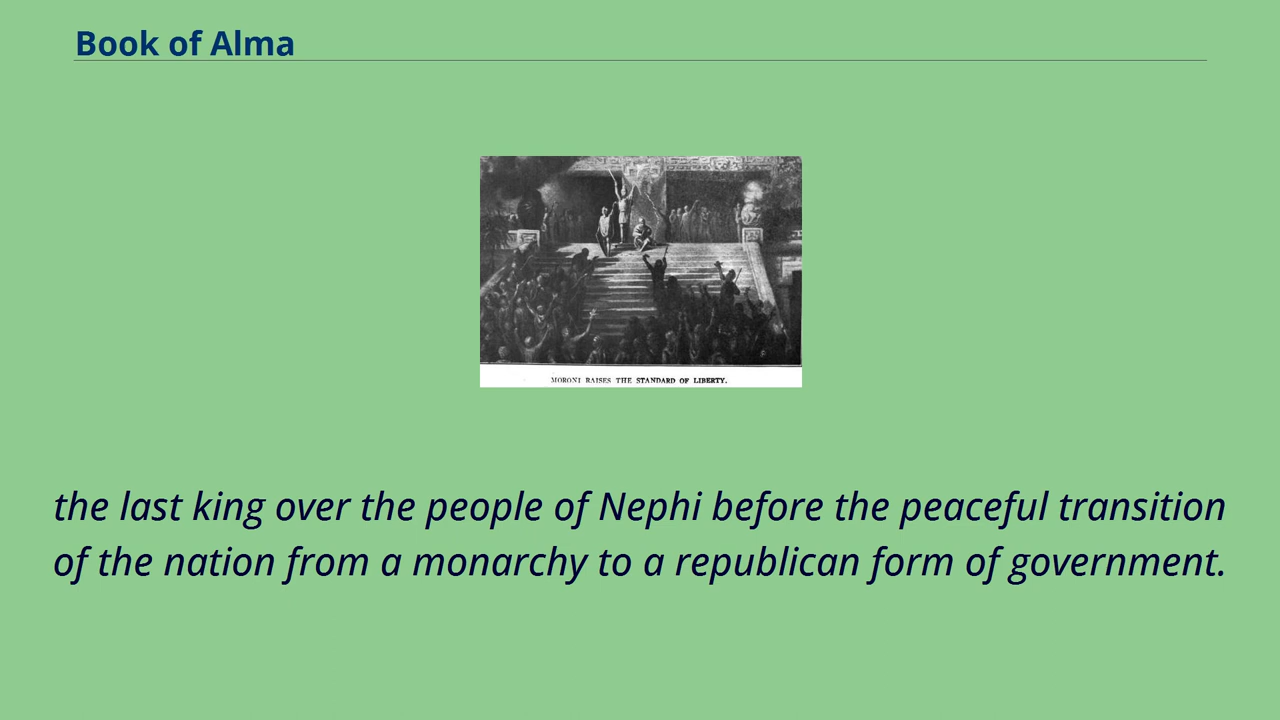 Book of Alma
MORONI RAISES THE STANDARD OF LIBERTY.
the last king over the people of Nephi before the peaceful transition
of the nation from a monarchy to a republican form of government.